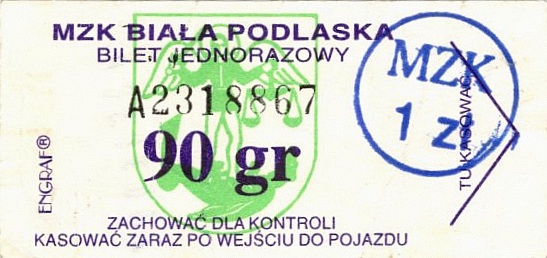 MZK BIAŁA PODLASKA
BILET JEDNORAZOWY
A2318867
90 gr
ZACHOWAĆ DLA KONTROLI
KASOWAĆ ZARAZ PO WEJŚCIU DO POJAZDU
ENGRAF®
TU KASOWAĆ
MZK
1 Zł